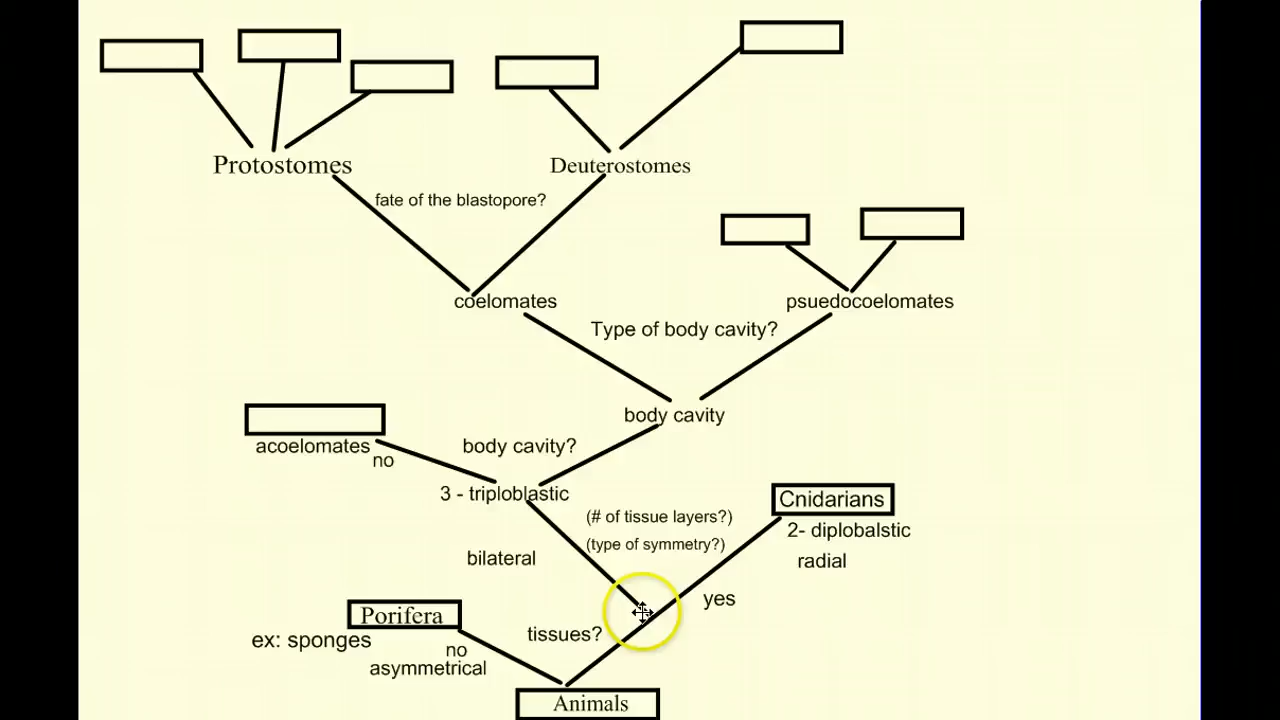 Protostomes
Deuterostomes
fate of the blastopore?
coelomates
psuedocoelomates
Type of body cavity?
body cavity
acoelomates
no
body cavity?
3 - triploblastic
Cnidarians
(# of tissue layers?)
2- diplobalstic
(type of symmetry?)
bilateral
radial
yes
Porifera
ex: sponges
tissues?
no
asymmetrical
Animals